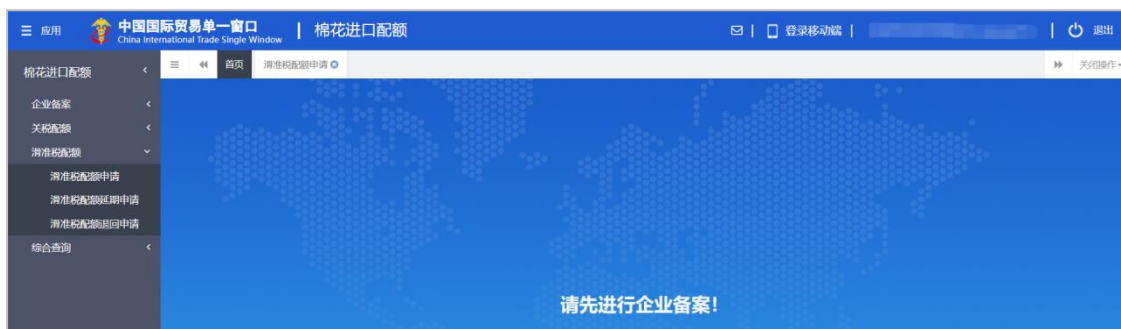 应用 中国国际贸易单一窗口 棉花进口配额 登录移动端 退出
China International Trade Single Window
棉花进口配额 首页 滑准税配额申请 关闭操作
企业备案
关税配额
滑准税配额
滑准税配额申请
滑准税配额延期申请
滑准税配额退回申请
综合查询
请先进行企业备案！